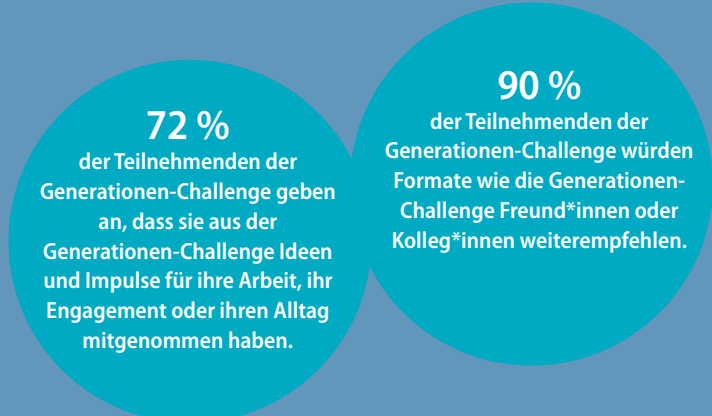 72 %
der Teilnehmenden der
Generationen-Challenge geben
an, dass sie aus der
Generationen-Challenge Ideen
und Impulse für ihre Arbeit, ihr
Engagement oder ihren Alltag
mitgenommen haben.
90 %
der Teilnehmenden der
Generationen-Challenge würden
Formate wie die Generationen-
Challenge Freund*innen oder
Kolleg*innen weiterempfehlen.